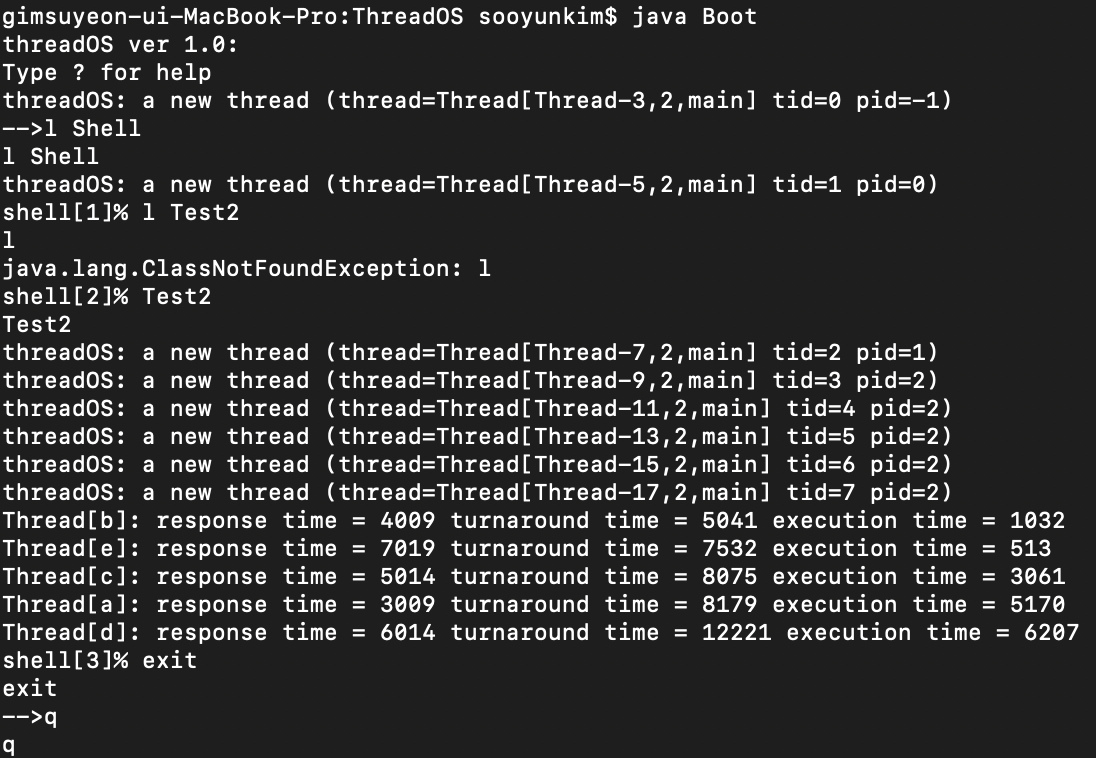 gimsuyeon-ui-MacBook-Pro:ThreadOS sooyunkim$ java Boot
threadOS ver 1.0:
Type ? for help
threadOS: a new thread (thread=Thread[Thread-3,2,main] tid=0 pid=-1)
-->l Shell
l Shell
threadOS: a new thread (thread=Thread[Thread-5,2,main] tid=1 pid=0)
shell[1]% l Test2
l
java.lang.ClassNotFoundException: l
shell[2]% Test2
Test2
threadOS: a new thread (thread=Thread[Thread-7,2,main] tid=2 pid=1)
threadOS: a new thread (thread=Thread[Thread-9,2,main] tid=3 pid=2)
threadOS: a new thread (thread=Thread[Thread-11,2,main] tid=4 pid=2)
threadOS: a new thread (thread=Thread[Thread-13,2,main] tid=5 pid=2)
threadOS: a new thread (thread=Thread[Thread-15,2,main] tid=6 pid=2)
threadOS: a new thread (thread=Thread[Thread-17,2,main] tid=7 pid=2)
Thread[b]: response time = 4009 turnaround time = 5041 execution time = 1032
Thread[e]: response time = 7019 turnaround time = 7532 execution time = 513
Thread[c]: response time = 5014 turnaround time = 8075 execution time = 3061
Thread[a]: response time = 3009 turnaround time = 8179 execution time = 5170
Thread[d]: response time = 6014 turnaround time = 12221 execution time = 6207
shell[3]% exit
exit
-->q
q